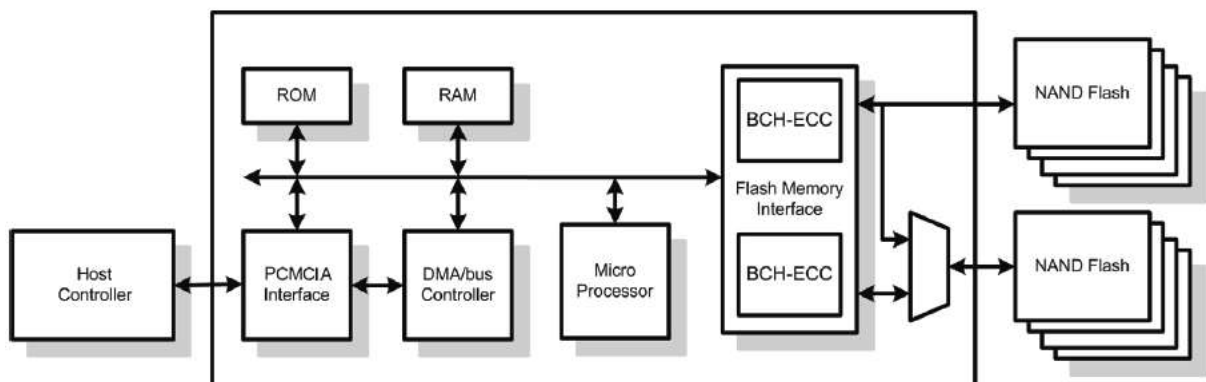 ROM
RAM
NAND Flash
BCH-ECC
Flash Memory
Interface
BCH-ECC
Host
Controller
PCMCIA
Interface
DMA/bus
Controller
Micro
Processor
NAND Flash